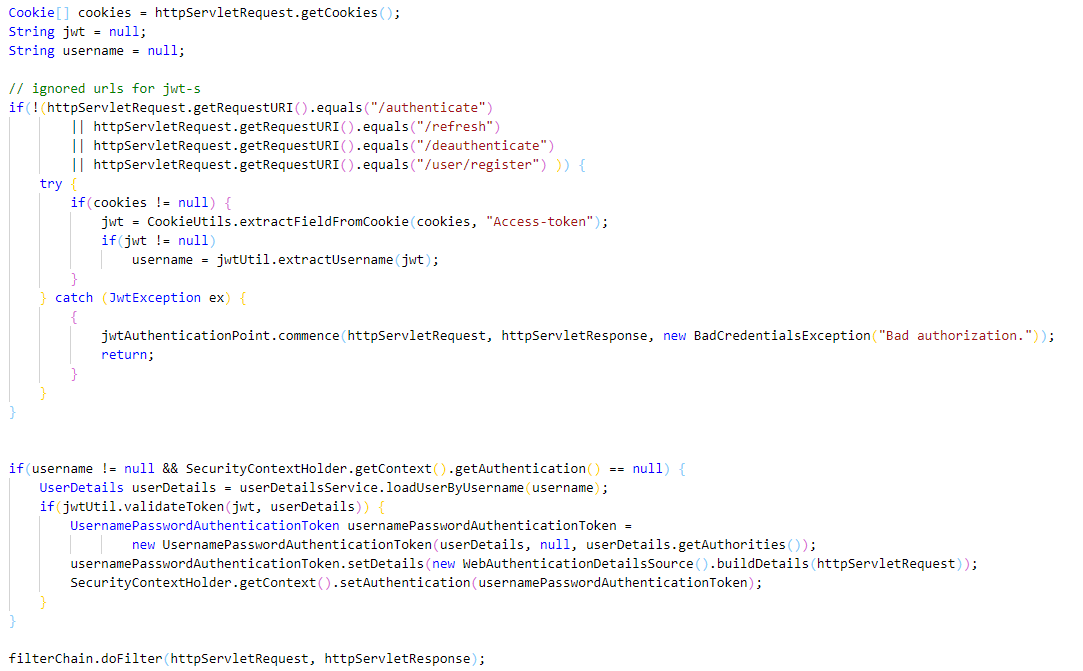 Cookie[] cookies = httpServletRequest.getCookies();
String jwt = null;
String username = null;

// ignored urls for jwt-s
if(!(httpServletRequest.getRequestURI().equals("/authenticate")
        || httpServletRequest.getRequestURI().equals("/refresh")
        || httpServletRequest.getRequestURI().equals("/deauthenticate")
        || httpServletRequest.getRequestURI().equals("/user/register") )) {
    try {
        if(cookies != null) {
            jwt = CookieUtils.extractFieldFromCookie(cookies, "Access-token");
            if(jwt != null)
                username = jwtUtil.extractUsername(jwt);
        }
    } catch (JwtException ex) {
        {
            jwtAuthenticationPoint.commence(httpServletRequest, httpServletResponse, new BadCredentialsException("Bad authorization."));
            return;
        }
    }
}


if(username != null && SecurityContextHolder.getContext().getAuthentication() == null) {
    UserDetails userDetails = userDetailsService.loadUserByUsername(username);
    if(jwtUtil.validateToken(jwt, userDetails)) {
        UsernamePasswordAuthenticationToken usernamePasswordAuthenticationToken =
                new UsernamePasswordAuthenticationToken(userDetails, null, userDetails.getAuthorities());
        usernamePasswordAuthenticationToken.setDetails(new WebAuthenticationDetailsSource().buildDetails(httpServletRequest));
        SecurityContextHolder.getContext().setAuthentication(usernamePasswordAuthenticationToken);
    }
}

filterChain.doFilter(httpServletRequest, httpServletResponse);